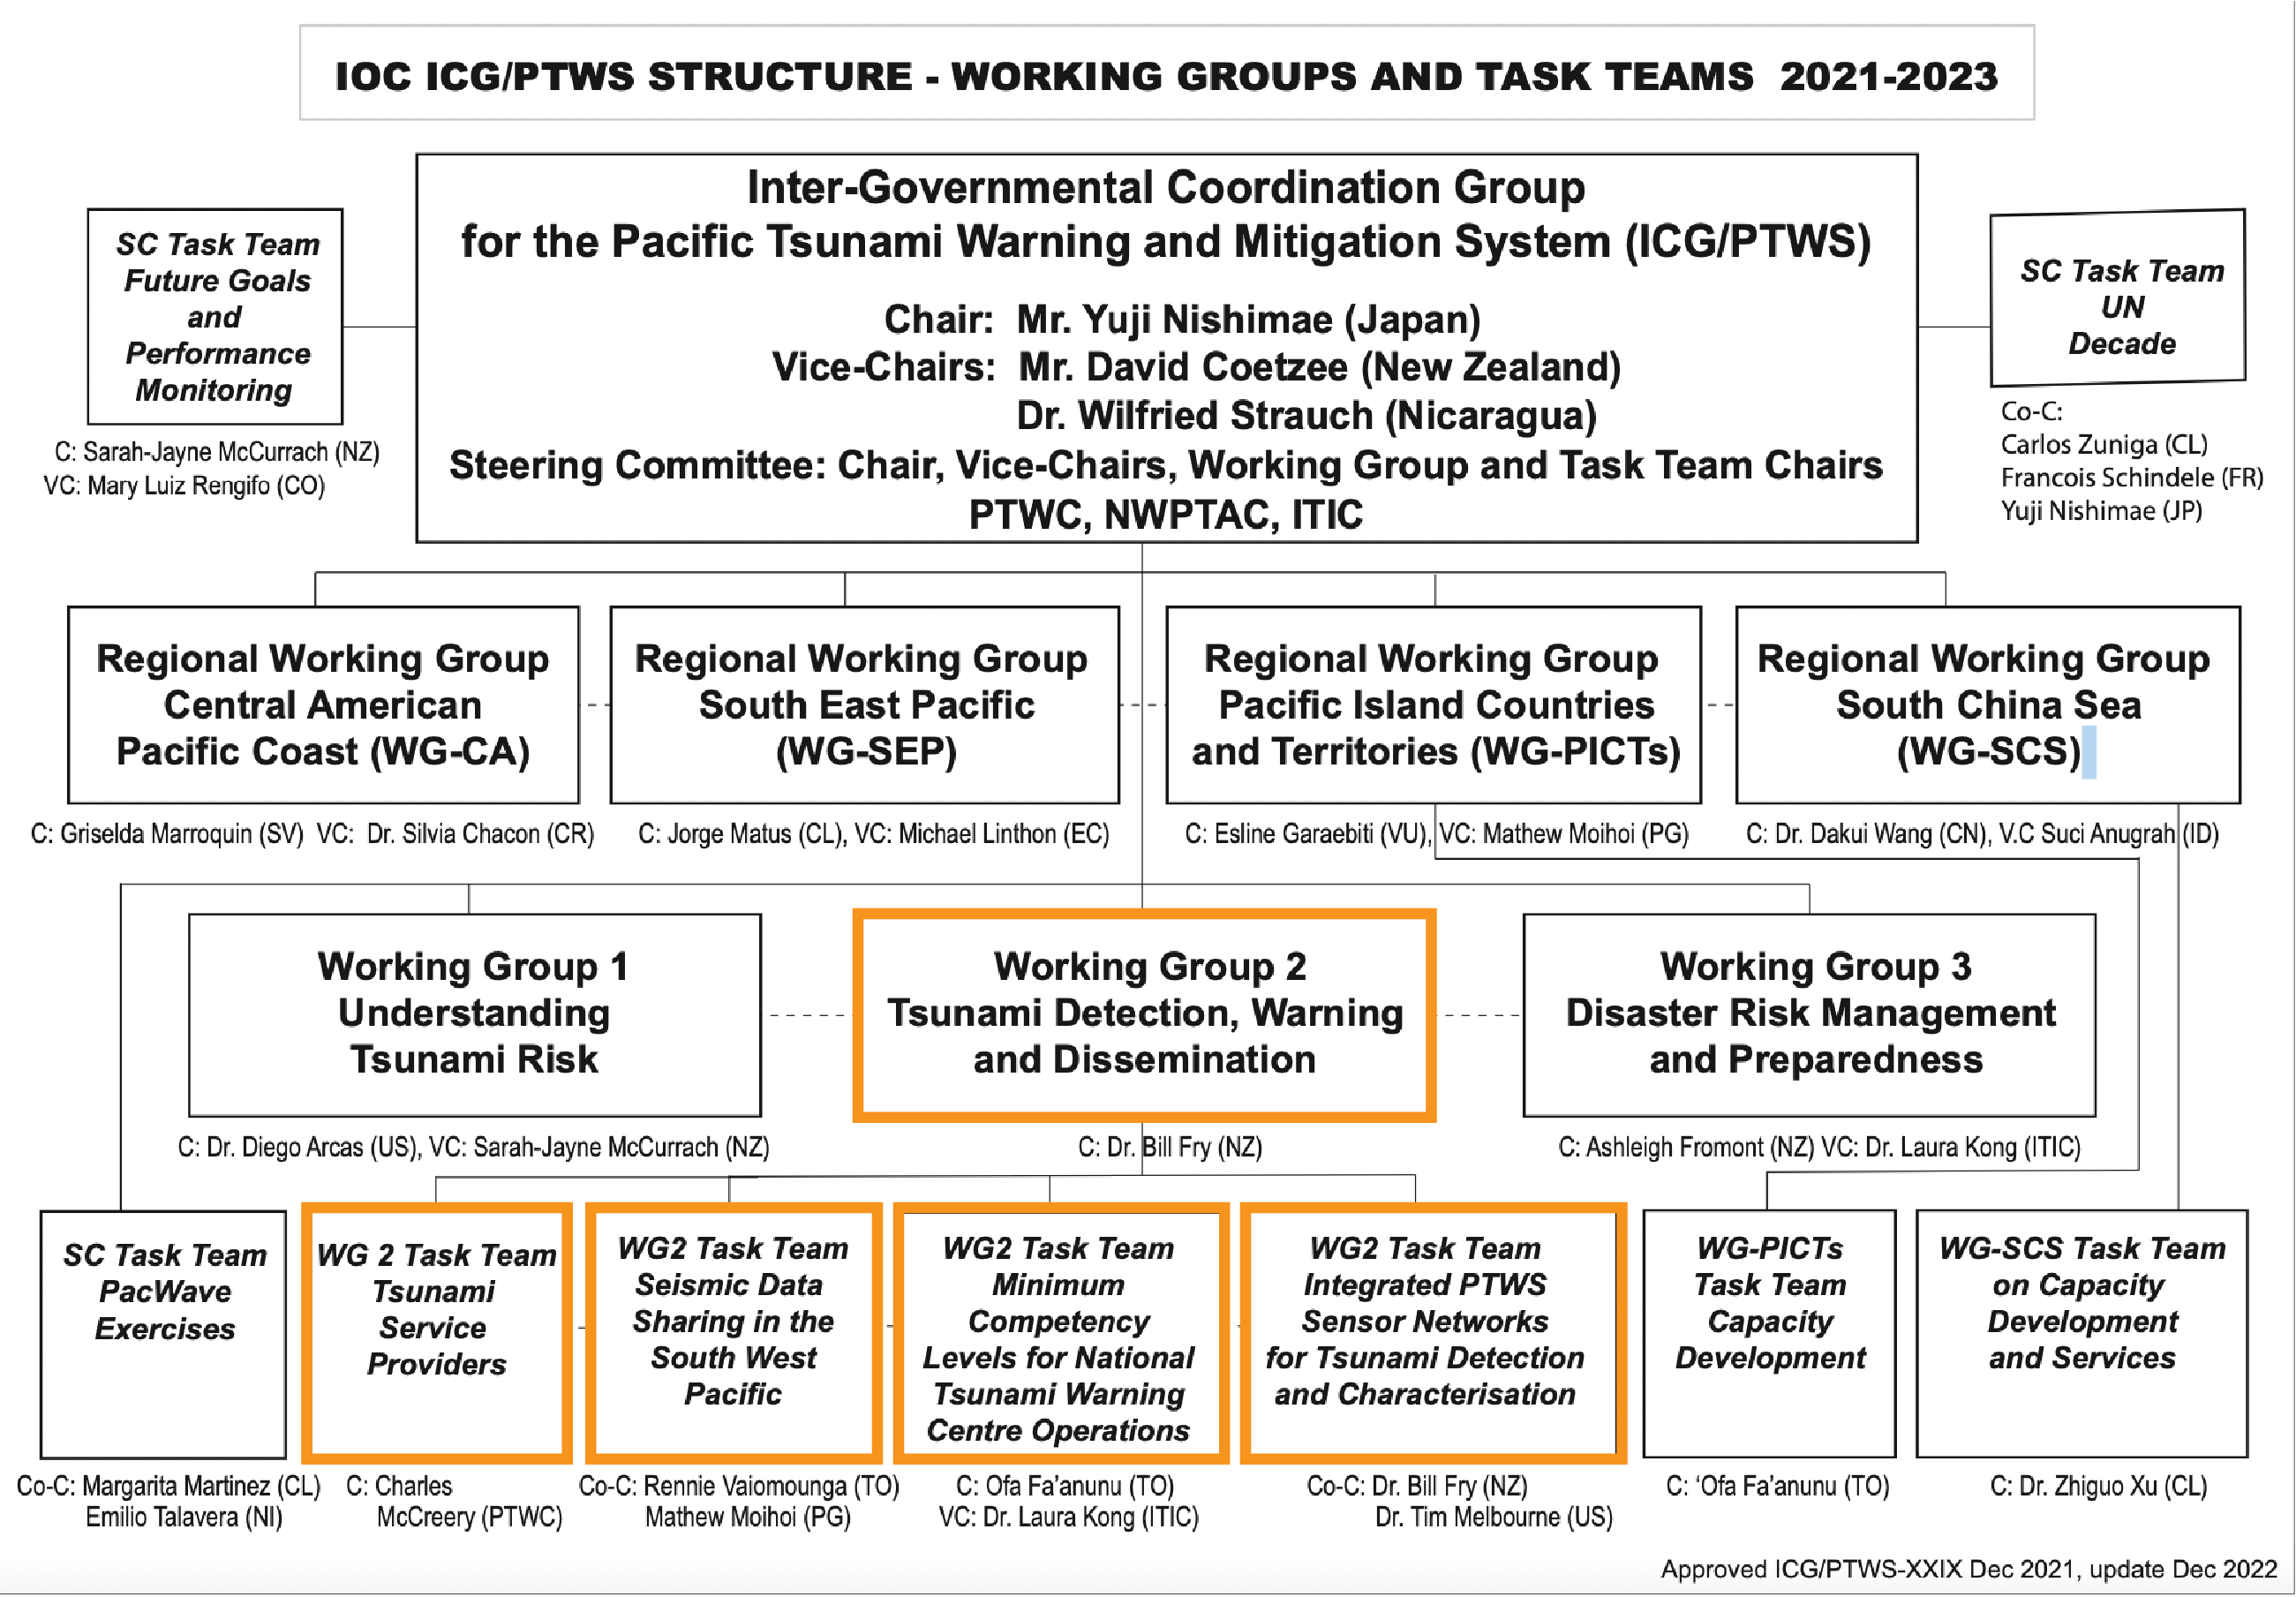 IOC ICG/PTWS STRUCTURE - WORKING GROUPS AND TASK TEAMS 2021-2023
Inter-Governmental Coordination Group
for the Pacific Tsunami Warning and Mitigation System (ICG/PTWS)
Chair: Mr. Yuji Nishimae (Japan)
Vice-Chairs: Mr. David Coetzee (New Zealand)
Dr. Wilfried Strauch (Nicaragua)
Steering Committee: Chair, Vice-Chairs, Working Group and Task Team Chairs
PTWC, NWPTAC, ITIC
SC Task Team
Future Goals
and
Performance
Monitoring
C: Sarah-Jayne McCurrach (NZ)
VC: Mary Luiz Rengifo (CO)
SC Task Team
UN
Decade
Co-C:
Carlos Zuniga (CL)
Francois Schindele (FR)
Yuji Nishimae (JP)
Regional Working Group
Central American
Pacific Coast (WG-CA)
C: Griselda Marroquin (SV) VC: Dr. Silvia Chacon (CR)
Regional Working Group
South East Pacific
(WG-SEP)
C: Jorge Matus (CL), VC: Michael Linthon (EC)
Regional Working Group
Pacific Island Countries
and Territories (WG-PICTs)
C: Esline Garaebiti (VU), VC: Mathew Moihoi (PG)
Regional Working Group
South China Sea
(WG-SCS)
C: Dr. Dakui Wang (CN), V.C Suci Anugrah (ID)
Working Group 1
Understanding
Tsunami Risk
C: Dr. Diego Arcas (US), VC: Sarah-Jayne McCurrach (NZ)
Working Group 2
Tsunami Detection, Warning
and Dissemination
C: Dr. Bill Fry (NZ)
Working Group 3
Disaster Risk Management
and Preparedness
C: Ashleigh Fromont (NZ) VC: Dr. Laura Kong (ITIC)
SC Task Team
PacWave
Exercises
Co-C: Margarita Martinez (CL)
Emilio Talavera (NI)
WG 2 Task Team
Tsunami
Service
Providers
C: Charles
McCreery (PTWC)
WG2 Task Team
Seismic Data
Sharing in the
South West
Pacific
Co-C: Rennie Vaiomounga (TO)
Mathew Moihoi (PG)
WG2 Task Team
Minimum
Competency
Levels for National
Tsunami Warning
Centre Operations
C: Ofa Fa'anunu (TO)
VC: Dr. Laura Kong (ITIC)
WG2 Task Team
Integrated PTWS
Sensor Networks
for Tsunami Detection
and Characterisation
Co-C: Dr. Bill Fry (NZ)
Dr. Tim Melbourne (US)
WG-PICTs
Task Team
Capacity
Development
C: ‘Ofa Fa’anunu (TO)
WG-SCS Task Team
on Capacity
Development
and Services
C: Dr. Zhiguo Xu (CL)
Approved ICG/PTWS-XXIX Dec 2021, update Dec 2022